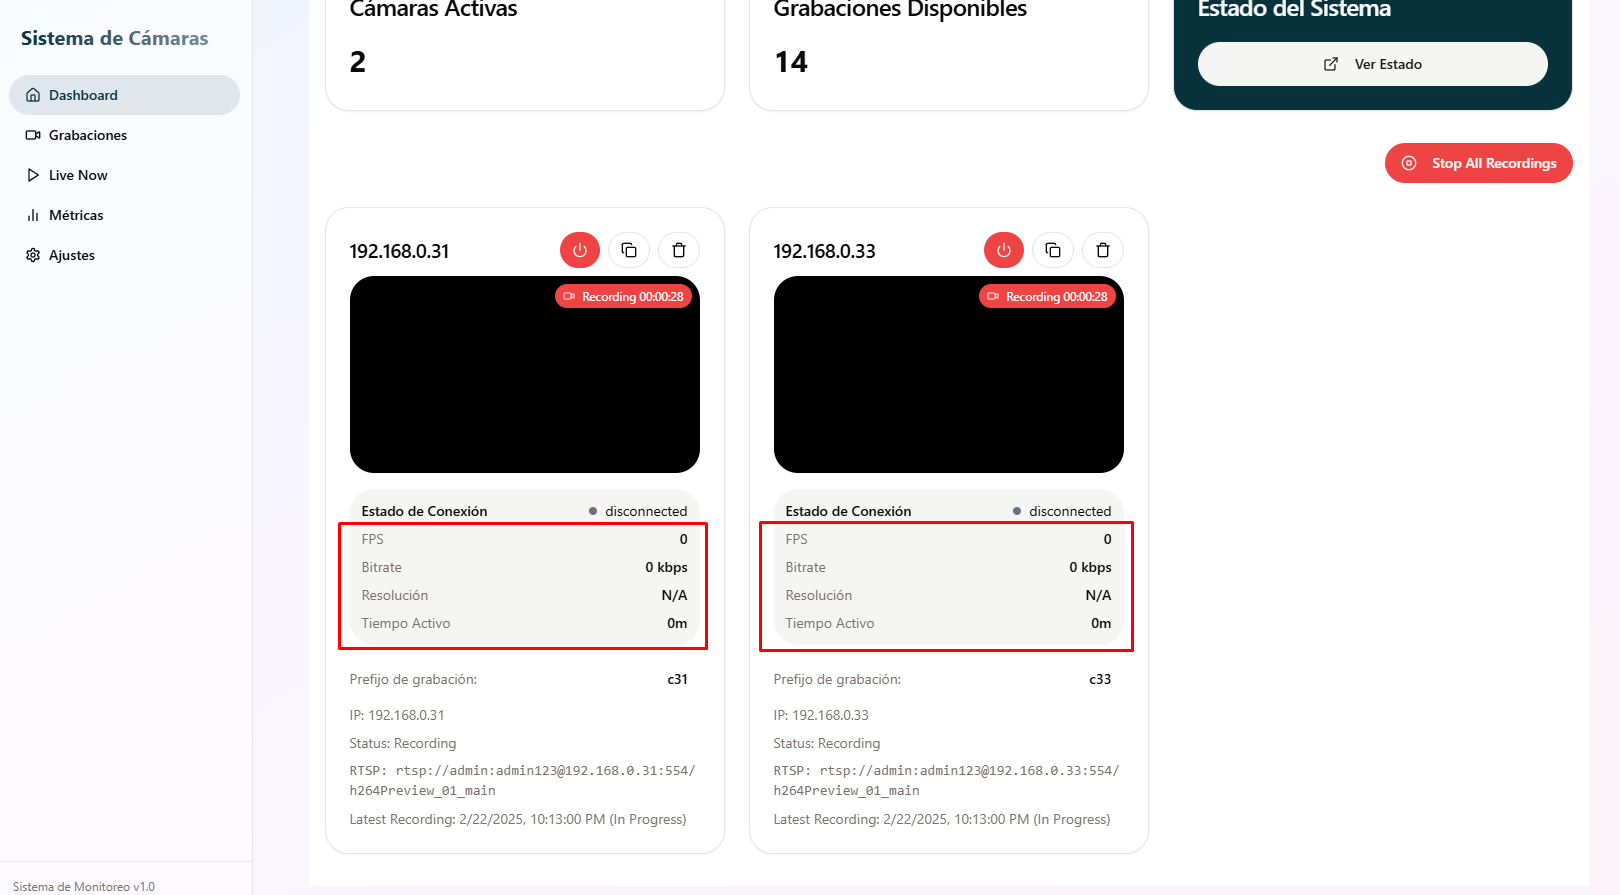 Sistema de Cámaras
Dashboard
Grabaciones
Live Now
Métricas
Ajustes
Sistema de Monitoreo v1.0
Cámaras Activas
2
Grabaciones Disponibles
14
Estado del Sistema
Ver Estado
Stop All Recordings
192.168.0.31
Recording 00:00:28
Estado de Conexión disconnected
FPS 0
Bitrate 0 kbps
Resolución N/A
Tiempo Activo 0m
Prefijo de grabación: c31
IP: 192.168.0.31
Status: Recording
RTSP: rtsp://admin:admin123@192.168.0.31:554/
h264Preview_01_main
Latest Recording: 2/22/2025, 10:13:00 PM (In Progress)
192.168.0.33
Recording 00:00:28
Estado de Conexión disconnected
FPS 0
Bitrate 0 kbps
Resolución N/A
Tiempo Activo 0m
Prefijo de grabación: c33
IP: 192.168.0.33
Status: Recording
RTSP: rtsp://admin:admin123@192.168.0.33:554/
h264Preview_01_main
Latest Recording: 2/22/2025, 10:13:00 PM (In Progress)